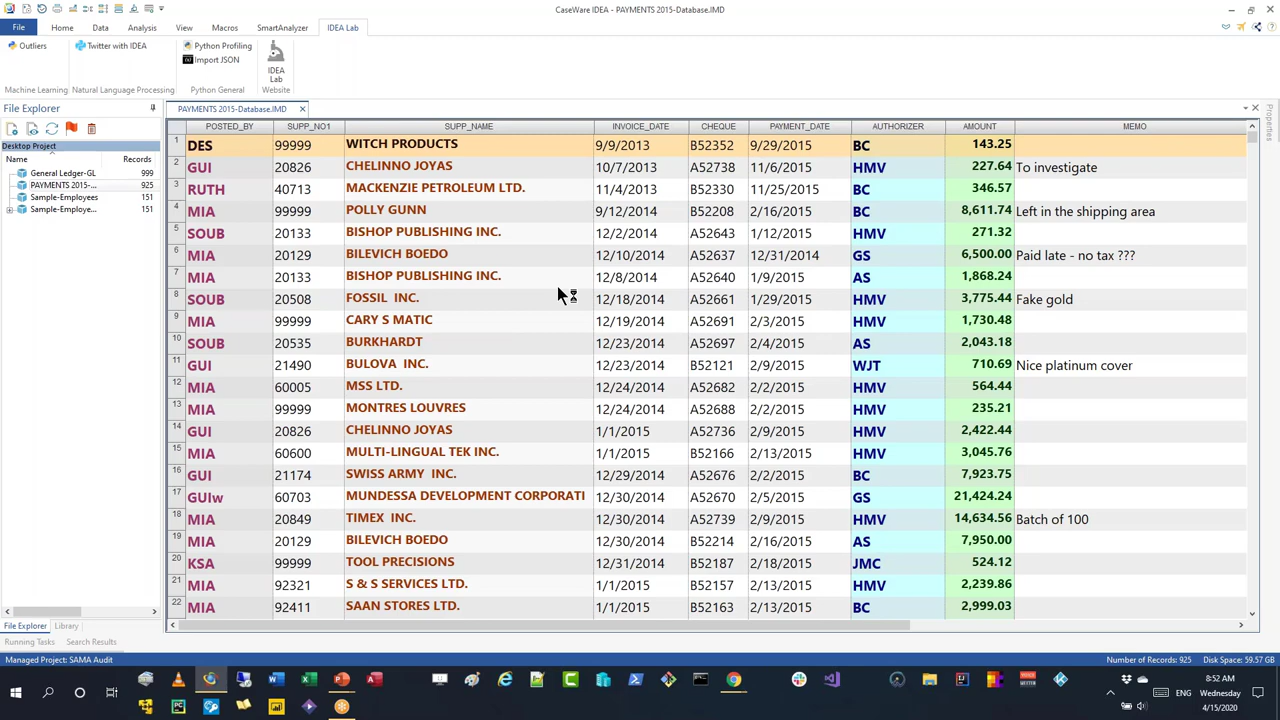 CaseWare IDEA - PAYMENTS 2015-Database.IMD
File Home Data Analysis View Macros SmartAnalyzer IDEA Lab
Outliers Twitter with IDEA Python Profiling
Import JSON
IDEA
Lab
Machine Learning Natural Language Processing Python General Website
File Explorer
PAYMENTS 2015-Database.IMD
Properties
Desktop Project
Name Records
General Ledger-GL 999
PAYMENTS 2015-... 925
Sample-Employees 151
Sample-Employe... 151
POSTED_BY SUPP_NO1 SUPP_NAME INVOICE_DATE CHEQUE PAYMENT_DATE AUTHORIZER AMOUNT MEMO
1 DES 99999 WITCH PRODUCTS 9/9/2013 B52352 9/29/2015 BC 143.25
2 GUI 20826 CHELINNO JOYAS 10/7/2013 A52738 11/6/2015 HMV 227.64 To investigate
3 RUTH 40713 MACKENZIE PETROLEUM LTD. 11/4/2013 B52330 11/25/2015 BC 346.57
4 MIA 99999 POLLY GUNN 9/12/2014 B52208 2/16/2015 BC 8,611.74 Left in the shipping area
5 SOUB 20133 BISHOP PUBLISHING INC. 12/2/2014 A52643 1/12/2015 HMV 271.32
6 MIA 20129 BILEVICH BOEDO 12/10/2014 A52637 12/31/2014 GS 6,500.00 Paid late - no tax ???
7 MIA 20133 BISHOP PUBLISHING INC. 12/8/2014 A52640 1/9/2015 AS 1,868.24
8 SOUB 20508 FOSSIL INC. 12/18/2014 A52661 1/29/2015 HMV 3,775.44 Fake gold
9 MIA 99999 CARY S MATIC 12/19/2014 A52691 2/3/2015 HMV 1,730.48
10 SOUB 20535 BURKHARDT 12/23/2014 A52697 2/4/2015 AS 2,043.18
11 GUI 21490 BULOVA INC. 12/23/2014 B52121 2/9/2015 WJT 710.69 Nice platinum cover
12 MIA 60005 MSS LTD. 12/24/2014 A52682 2/2/2015 HMV 564.44
13 MIA 99999 MONTRES LOUVRES 12/24/2014 A52688 2/2/2015 HMV 235.21
14 GUI 20826 CHELINNO JOYAS 1/1/2015 A52736 2/9/2015 HMV 2,422.44
15 MIA 60600 MULTI-LINGUAL TEK INC. 1/1/2015 B52166 2/13/2015 HMV 3,045.76
16 GUI 21174 SWISS ARMY INC. 12/29/2014 A52676 2/2/2015 BC 7,923.75
17 GUIw 60703 MUNDESSA DEVELOPMENT CORPORATI 12/30/2014 A52670 2/5/2015 GS 21,424.24
18 MIA 20849 TIMEX INC. 12/30/2014 A52739 2/9/2015 HMV 14,634.56 Batch of 100
19 MIA 20129 BILEVICH BOEDO 12/30/2014 B52214 2/16/2015 AS 7,950.00
20 KSA 99999 TOOL PRECISIONS 12/31/2014 B52187 2/18/2015 JMC 524.12
21 MIA 92321 S & S SERVICES LTD. 1/1/2015 B52157 2/13/2015 HMV 2,239.86
22 MIA 92411 SAAN STORES LTD. 1/1/2015 B52163 2/13/2015 BC 2,999.03
File Explorer Library
Running Tasks Search Results
Managed Project: SAMA Audit Number of Records: 925 Disk Space: 59.57 GB
8:52 AM
ENG Wednesday
4/15/2020